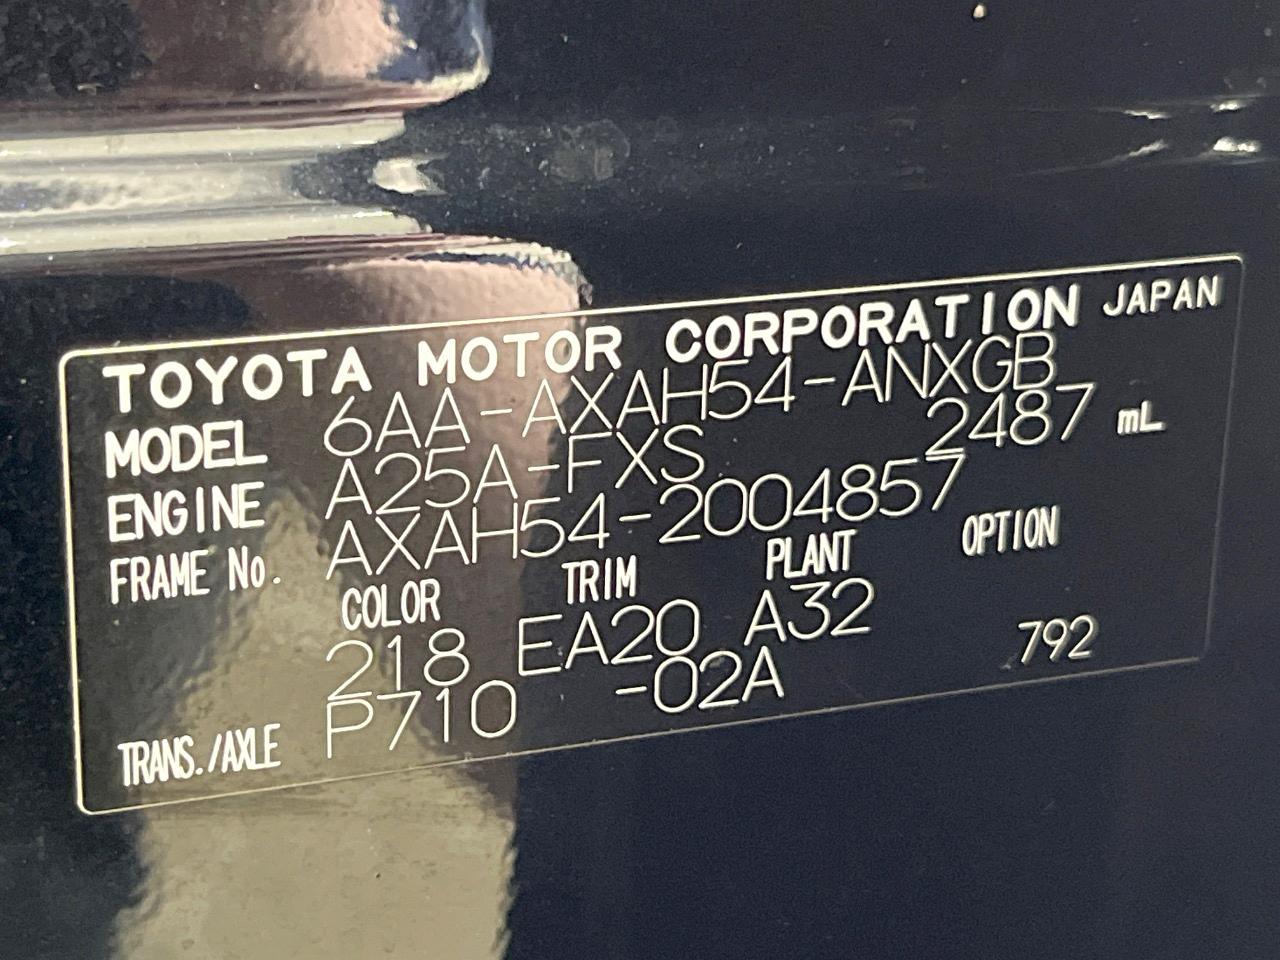 TOYOTA MOTOR CORPORATION JAPAN
MODEL 6AA-AXAH54-ANXGB
ENGINE A25A-FXS 2487 mL
FRAME No. AXAH54-2004857
COLOR TRIM PLANT OPTION
218 EA20 A32
TRANS./AXLE P710 -02A 792